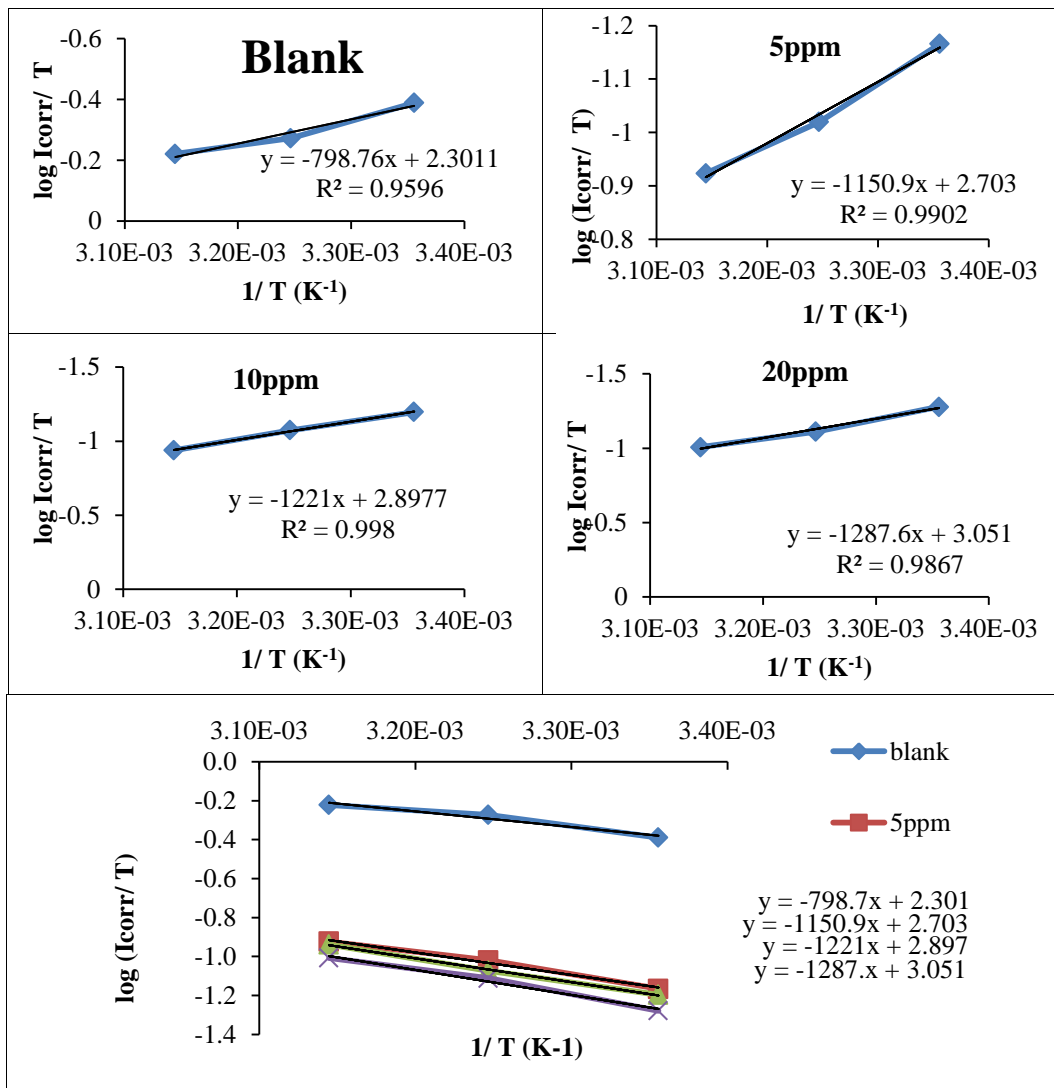 Blank
-0.6
-0.4
-0.2
0
log Icorr/ T
y = -798.76x + 2.3011
R² = 0.9596
3.10E-03 3.20E-03 3.30E-03 3.40E-03
1/ T (K⁻¹)
5ppm
-1.2
-1.1
-1
-0.9
-0.8
log (Icorr/ T)
y = -1150.9x + 2.703
R² = 0.9902
3.10E-03 3.20E-03 3.30E-03 3.40E-03
1/ T (K⁻¹)
10ppm
-1.5
-1
-0.5
0
log Icorr/ T
y = -1221x + 2.8977
R² = 0.998
3.10E-03 3.20E-03 3.30E-03 3.40E-03
1/ T (K⁻¹)
20ppm
-1.5
-1
-0.5
0
log Icorr/ T
y = -1287.6x + 3.051
R² = 0.9867
3.10E-03 3.20E-03 3.30E-03 3.40E-03
1/ T (K⁻¹)
3.10E-03 3.20E-03 3.30E-03 3.40E-03
0.0
-0.2
-0.4
-0.6
-0.8
-1.0
-1.2
-1.4
log (Icorr/ T)
1/ T (K-1)
blank
5ppm
y = -798.7x + 2.301
y = -1150.9x + 2.703
y = -1221x + 2.897
y = -1287.x + 3.051